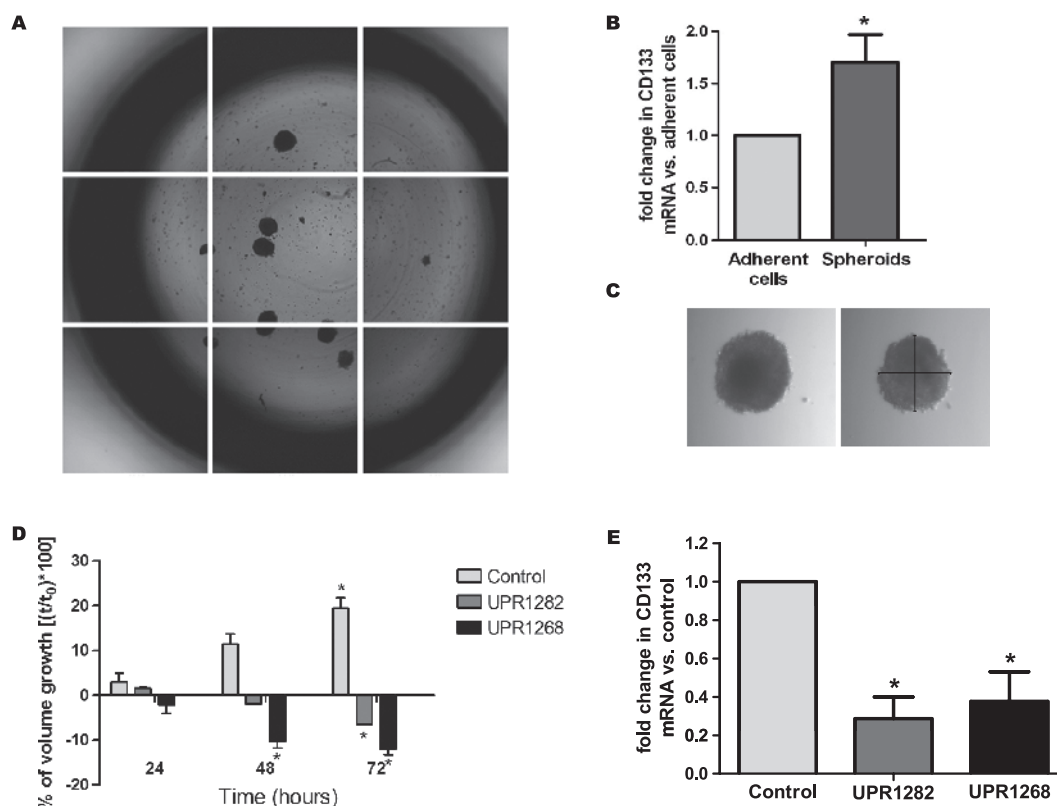 A
B
fold change in CD133
mRNA vs. adherent cells
2.0
1.5
1.0
0.5
0.0
*
Adherent
cells
Spheroids
C
D
% of volume growth [(t/t₀)*100]
30
20
10
0
-10
-20
*
*
*
*
24
48
72
Time (hours)
Control
UPR1282
UPR1268
E
fold change in CD133
mRNA vs. control
1.2
1.0
0.8
0.6
0.4
0.2
0.0
*
*
Control
UPR1282
UPR1268